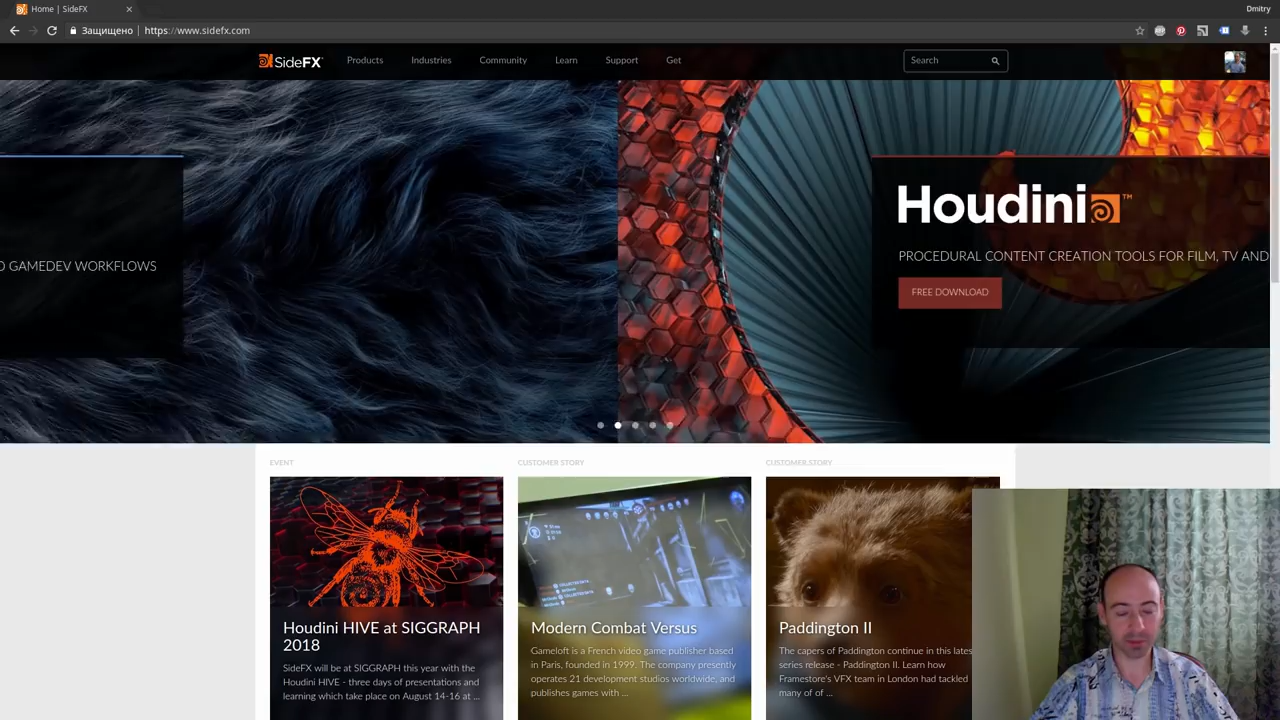 Home | SideFX
Dmitry
Защищено
https://www.sidefx.com
SideFX
Products
Industries
Community
Learn
Support
Get
Search
O GAMEDEV WORKFLOWS
Houdini™
PROCEDURAL CONTENT CREATION TOOLS FOR FILM, TV AND
FREE DOWNLOAD
EVENT
CUSTOMER STORY
CUSTOMER STORY
Houdini HIVE at SIGGRAPH
2018
SideFX will be at SIGGRAPH this year with the
Houdini HIVE - three days of presentations and
learning which take place on August 14-16 at ...
Modern Combat Versus
Gameloft is a French video game publisher based
in Paris, founded in 1999. The company presently
operates 21 development studios worldwide, and
publishes games with ...
Paddington II
The capers of Paddington continue in this lates
series release - Paddington II. Learn how
Framestore's VFX team in London had tackled
many of of ...